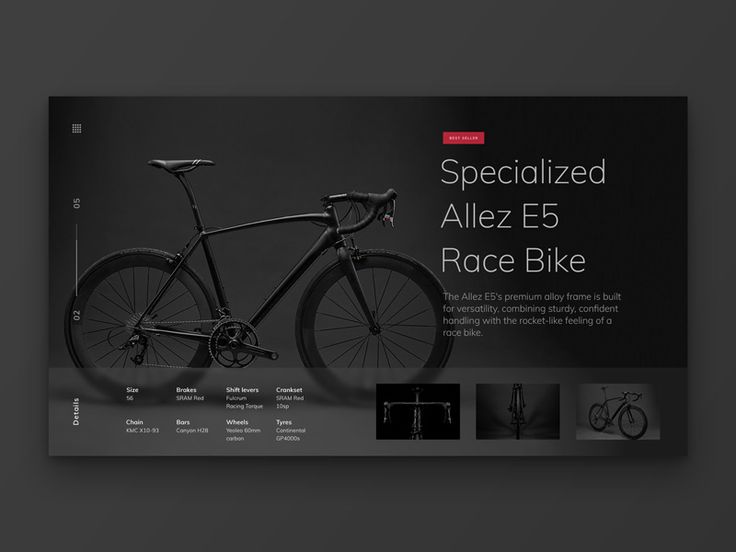 BEST SELLER
Specialized
Allez E5
Race Bike
The Allez E5's premium alloy frame is built
for versatility, combining sturdy, confident
handling with the rocket-like feeling of a
race bike.
05
02
Details
Size
56
Brakes
SRAM Red
Shift levers
Fulcrum
Racing Torque
Crankset
SRAM Red
10sp
Chain
KMC X10-93
Bars
Canyon H28
Wheels
Yeoleo 60mm
carbon
Tyres
Continental
GP4000s